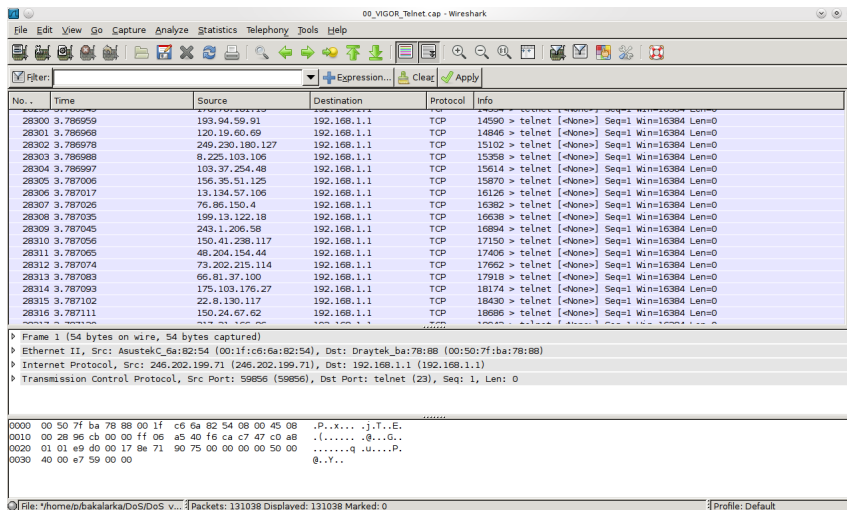 00_VIGOR_Telnet.cap - Wireshark
File Edit View Go Capture Analyze Statistics Telephony Tools Help
Filter: Expression... Clear Apply
No. . Time Source Destination Protocol Info
28300 3.786959 193.94.59.91 192.168.1.1 TCP 14590 > telnet [<None>] Seq=1 Win=16384 Len=0
28301 3.786968 120.19.60.69 192.168.1.1 TCP 14846 > telnet [<None>] Seq=1 Win=16384 Len=0
28302 3.786978 249.230.180.127 192.168.1.1 TCP 15102 > telnet [<None>] Seq=1 Win=16384 Len=0
28303 3.786988 8.225.103.106 192.168.1.1 TCP 15358 > telnet [<None>] Seq=1 Win=16384 Len=0
28304 3.786997 103.37.254.48 192.168.1.1 TCP 15614 > telnet [<None>] Seq=1 Win=16384 Len=0
28305 3.787006 156.35.51.125 192.168.1.1 TCP 15870 > telnet [<None>] Seq=1 Win=16384 Len=0
28306 3.787017 13.134.57.106 192.168.1.1 TCP 16126 > telnet [<None>] Seq=1 Win=16384 Len=0
28307 3.787026 76.86.150.4 192.168.1.1 TCP 16382 > telnet [<None>] Seq=1 Win=16384 Len=0
28308 3.787035 199.13.122.18 192.168.1.1 TCP 16638 > telnet [<None>] Seq=1 Win=16384 Len=0
28309 3.787045 243.1.206.58 192.168.1.1 TCP 16894 > telnet [<None>] Seq=1 Win=16384 Len=0
28310 3.787056 150.41.238.117 192.168.1.1 TCP 17150 > telnet [<None>] Seq=1 Win=16384 Len=0
28311 3.787065 48.204.154.44 192.168.1.1 TCP 17406 > telnet [<None>] Seq=1 Win=16384 Len=0
28312 3.787074 73.202.215.114 192.168.1.1 TCP 17662 > telnet [<None>] Seq=1 Win=16384 Len=0
28313 3.787083 66.81.37.100 192.168.1.1 TCP 17918 > telnet [<None>] Seq=1 Win=16384 Len=0
28314 3.787093 175.103.176.27 192.168.1.1 TCP 18174 > telnet [<None>] Seq=1 Win=16384 Len=0
28315 3.787102 22.8.130.117 192.168.1.1 TCP 18430 > telnet [<None>] Seq=1 Win=16384 Len=0
28316 3.787111 150.24.67.62 192.168.1.1 TCP 18686 > telnet [<None>] Seq=1 Win=16384 Len=0
Frame 1 (54 bytes on wire, 54 bytes captured)
Ethernet II, Src: AsustekC_6a:82:54 (00:1f:c6:6a:82:54), Dst: Draytek_ba:78:88 (00:50:7f:ba:78:88)
Internet Protocol, Src: 246.202.199.71 (246.202.199.71), Dst: 192.168.1.1 (192.168.1.1)
Transmission Control Protocol, Src Port: 59856 (59856), Dst Port: telnet (23), Seq: 1, Len: 0
0000 00 50 7f ba 78 88 00 1f c6 6a 82 54 08 00 45 08 .P..x... .j.T..E.
0010 00 28 96 cb 00 00 ff 06 a5 40 f6 ca c7 47 c0 a8 .(...... .@...G..
0020 01 01 e9 d0 00 17 8e 71 90 75 00 00 00 00 50 00 .......q .u....P.
0030 40 00 e7 59 00 00 @..Y..
File: "/home/p/bakalarka/DoS/DoS_v... Packets: 131038 Displayed: 131038 Marked: 0 Profile: Default